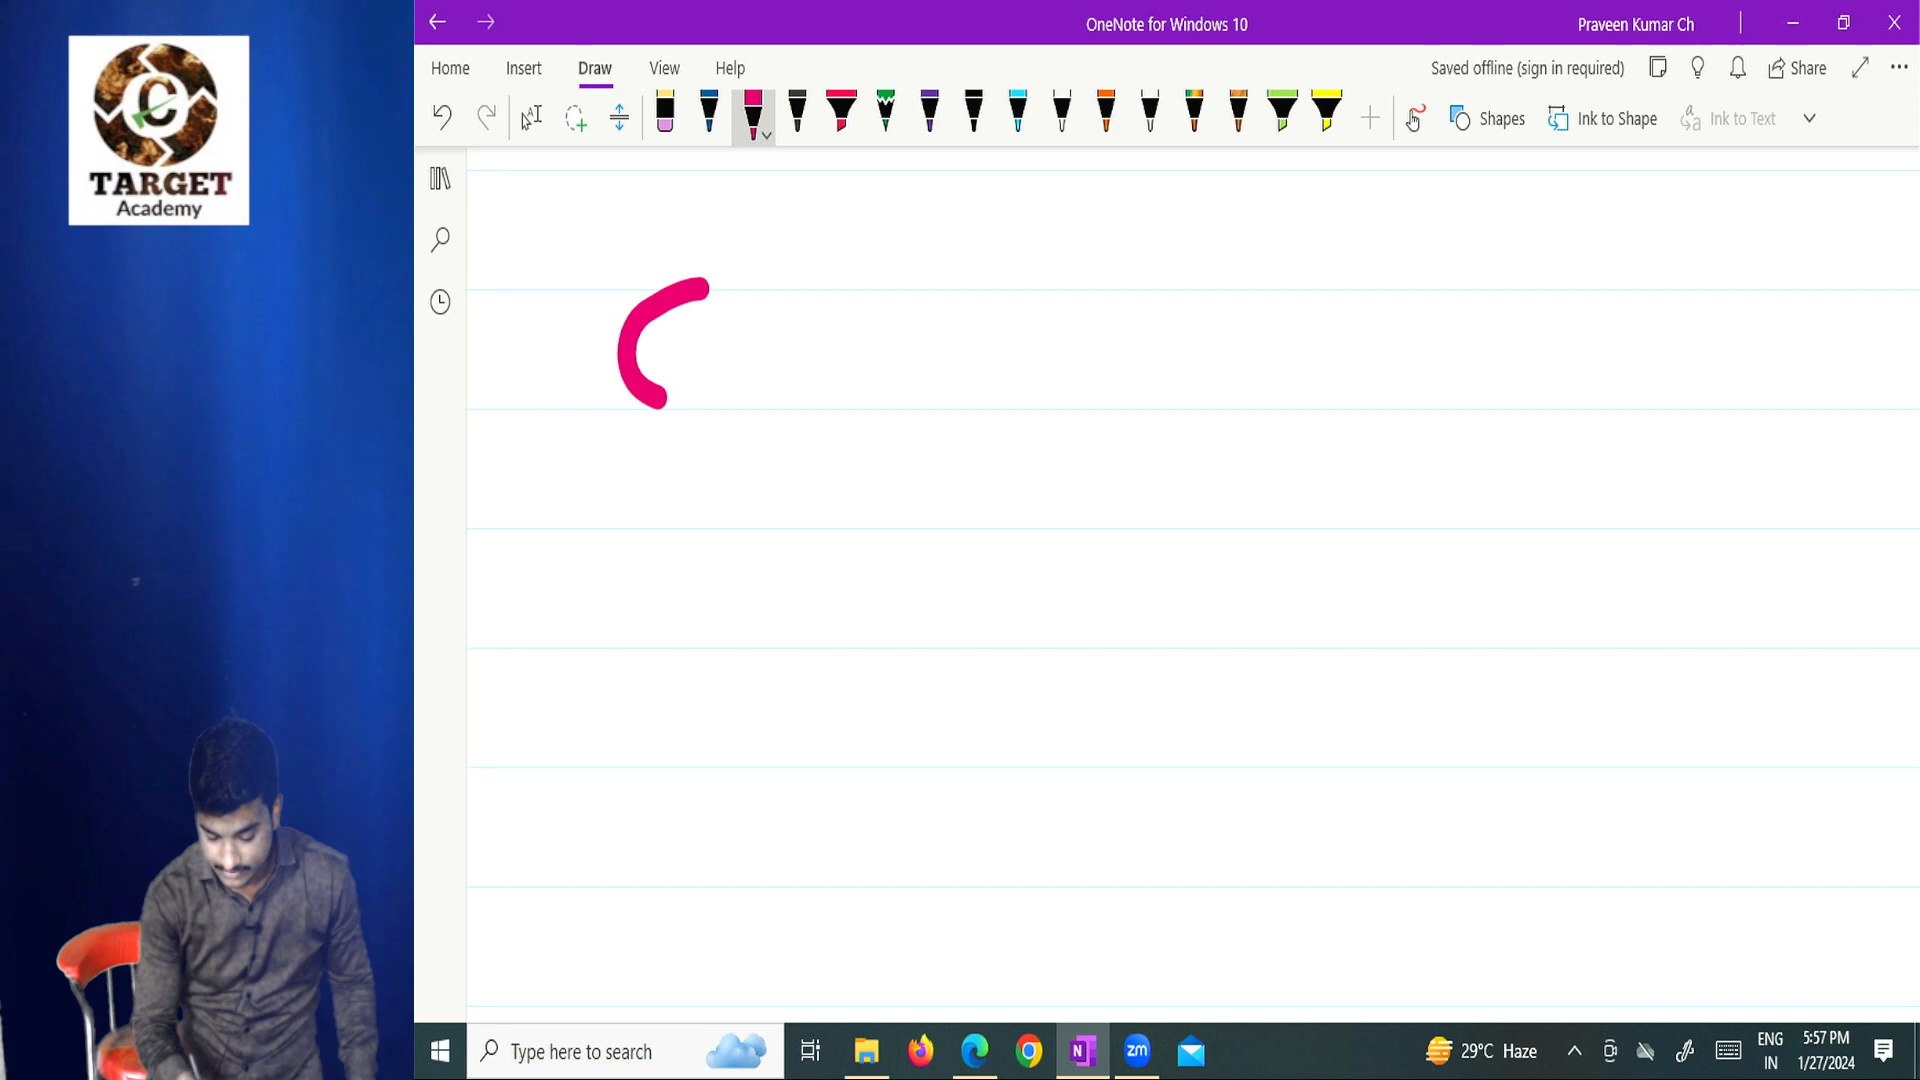 OneNote for Windows 10
Praveen Kumar Ch
Home Insert Draw View Help
Saved offline (sign in required)
Share
Shapes
Ink to Shape
Ink to Text
TARGET
Academy
C
Type here to search
zm
29°C Haze
ENG
IN
5:57 PM
1/27/2024